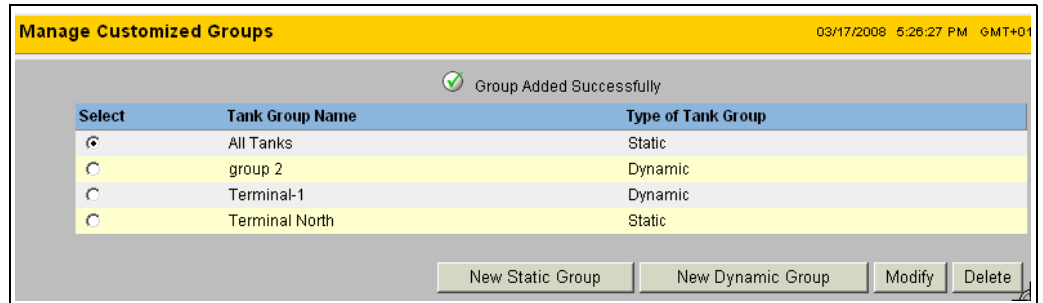 Manage Customized Groups 03/17/2008 5:26:27 PM GMT+01
Group Added Successfully
Select Tank Group Name Type of Tank Group
All Tanks Static
group 2 Dynamic
Terminal-1 Dynamic
Terminal North Static
New Static Group New Dynamic Group Modify Delete